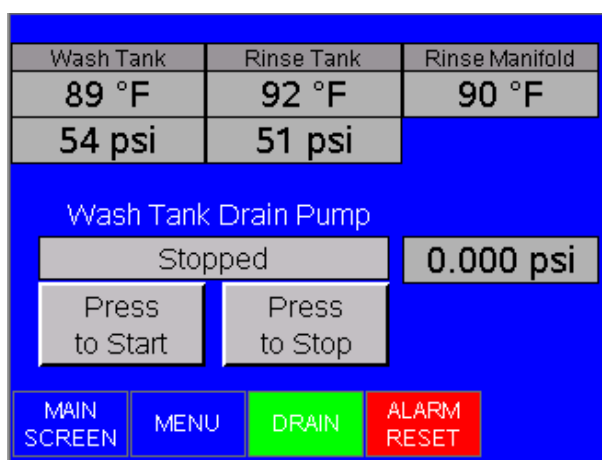 Wash Tank Rinse Tank Rinse Manifold
89 °F 92 °F 90 °F
54 psi 51 psi
Wash Tank Drain Pump
Stopped 0.000 psi
Press Press
to Start to Stop
MAIN SCREEN MENU DRAIN ALARM RESET